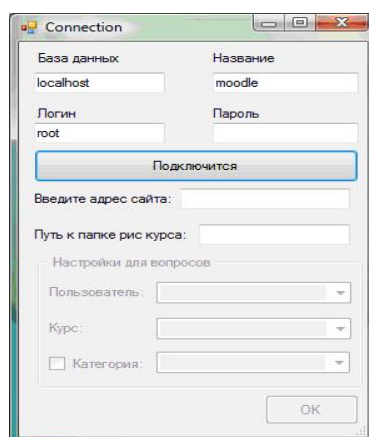 Connection
База данных Название
localhost moodle
Логин Пароль
root
Подключится
Введите адрес сайта:
Путь к папке рис курса:
Настройки для вопросов
Пользователь:
Курс:
Категория:
OK